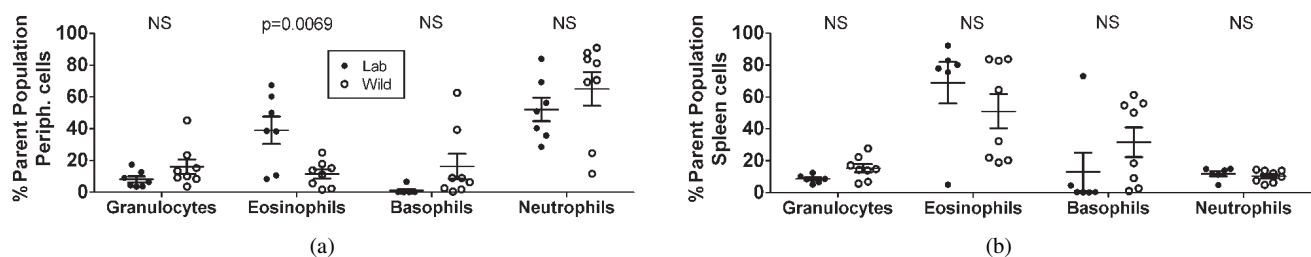 NS p=0.0069 NS NS
% Parent Population
Periph. cells
100
80
60
40
20
0
Lab
Wild
Granulocytes Eosinophils Basophils Neutrophils
(a)
NS NS NS NS
% Parent Population
Spleen cells
100
80
60
40
20
0
Granulocytes Eosinophils Basophils Neutrophils
(b)